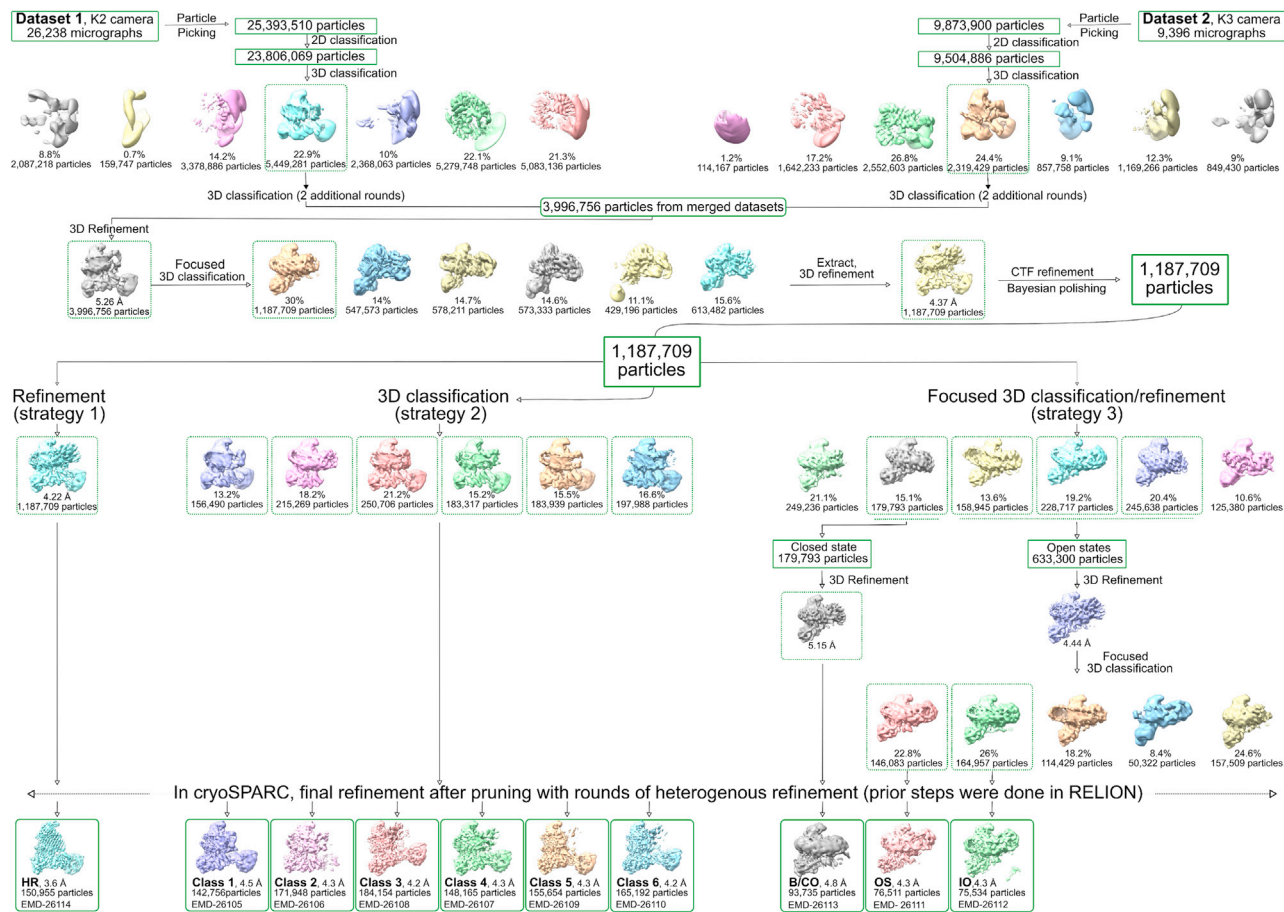 Dataset 1, K2 camera
26,238 micrographs
Particle
Picking
25,393,510 particles
2D classification
23,806,069 particles
3D classification
9,873,900 particles
2D classification
9,504,886 particles
3D classification
Particle
Picking
Dataset 2, K3 camera
9,396 micrographs
8.8%
2,087,218 particles
0.7%
159,747 particles
14.2%
3,378,886 particles
22.9%
5,449,281 particles
10%
2,368,063 particles
22.1%
5,279,748 particles
21.3%
5,083,136 particles
1.2%
114,167 particles
17.2%
1,642,233 particles
26.8%
2,552,603 particles
24.4%
2,319,429 particles
9.1%
857,758 particles
12.3%
1,169,266 particles
9%
849,430 particles
3D classification (2 additional rounds)
3D classification (2 additional rounds)
3,996,756 particles from merged datasets
3D Refinement
5.26 Å
3,996,756 particles
Focused
3D classification
30%
1,187,709 particles
14%
547,573 particles
14.7%
578,211 particles
14.6%
573,333 particles
11.1%
429,196 particles
15.6%
613,482 particles
Extract,
3D refinement
4.37 Å
1,187,709 particles
CTF refinement
Bayesian polishing
1,187,709
particles
1,187,709
particles
Refinement
(strategy 1)
3D classification
(strategy 2)
Focused 3D classification/refinement
(strategy 3)
4.22 Å
1,187,709 particles
13.2%
156,490 particles
18.2%
215,269 particles
21.2%
250,706 particles
15.2%
183,317 particles
15.5%
183,939 particles
16.6%
197,988 particles
21.1%
249,236 particles
15.1%
179,793 particles
13.6%
158,945 particles
19.2%
228,717 particles
20.4%
245,638 particles
10.6%
125,380 particles
Closed state
179,793 particles
Open states
633,300 particles
3D Refinement
3D Refinement
5.15 Å
4.44 Å
Focused
3D classification
22.8%
146,083 particles
26%
164,957 particles
18.2%
114,429 particles
8.4%
50,322 particles
24.6%
157,509 particles
In cryoSPARC, final refinement after pruning with rounds of heterogenous refinement (prior steps were done in RELION)
HR, 3.6 Å
150,955 particles
EMD-26114
Class 1, 4.5 Å
142,756particles
EMD-26105
Class 2, 4.3 Å
171,948 particles
EMD-26106
Class 3, 4.2 Å
184,154 particles
EMD-26108
Class 4, 4.3 Å
148,165 particles
EMD-26107
Class 5, 4.3 Å
155,654 particles
EMD-26109
Class 6, 4.2 Å
165,192 particles
EMD-26110
B/CO, 4.8 Å
93,735 particles
EMD-26113
OS, 4.3 Å
76,511 particles
EMD- 26111
IO,4.3 Å
75,534 particles
EMD-26112